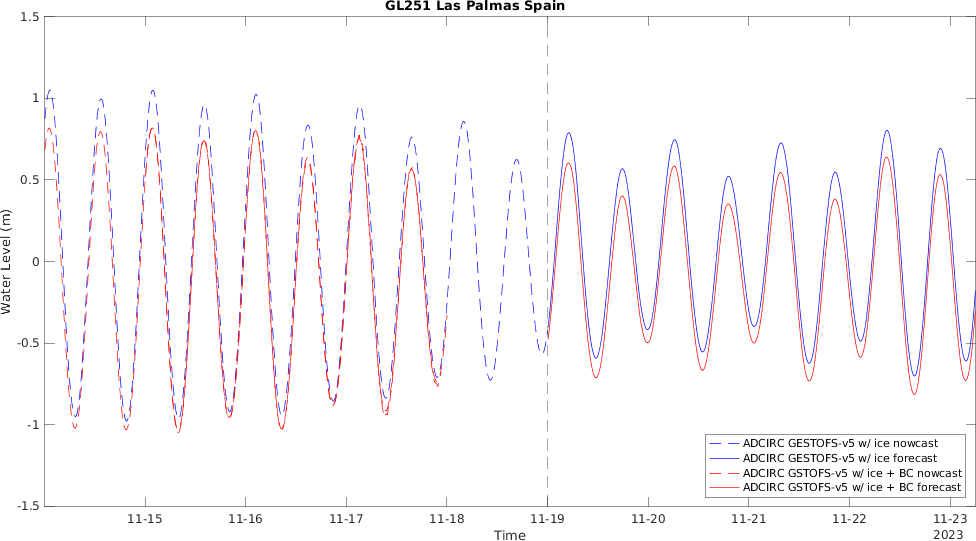 GL251 Las Palmas Spain
1.5
1
0.5
0
-0.5
-1
-1.5
Water Level (m)
11-15
11-16
11-17
11-18
11-19
11-20
11-21
11-22
11-23
2023
Time
ADCIRC GESTOFS-v5 w/ ice nowcast
ADCIRC GESTOFS-v5 w/ ice forecast
ADCIRC GSTOFS-v5 w/ ice + BC nowcast
ADCIRC GSTOFS-v5 w/ ice + BC forecast